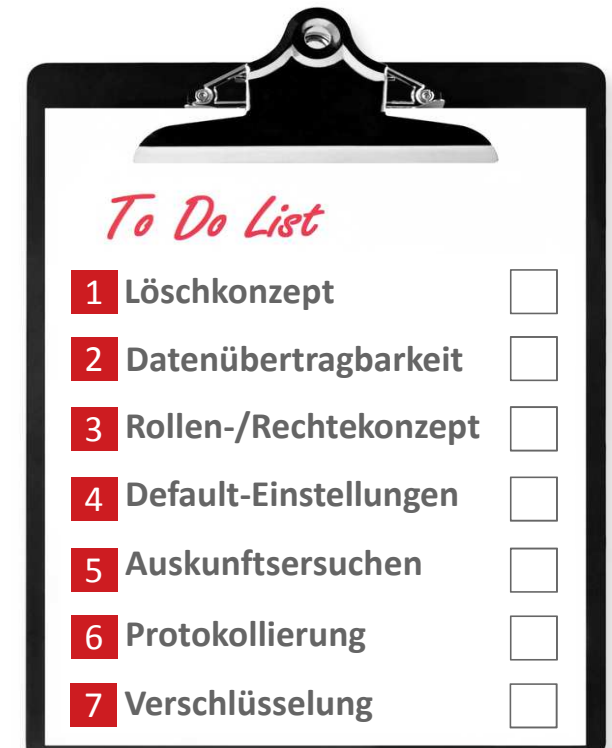 To Do List
1 Löschkonzept
2 Datenübertragbarkeit
3 Rollen-/Rechtekonzept
4 Default-Einstellungen
5 Auskunftsersuchen
6 Protokollierung
7 Verschlüsselung